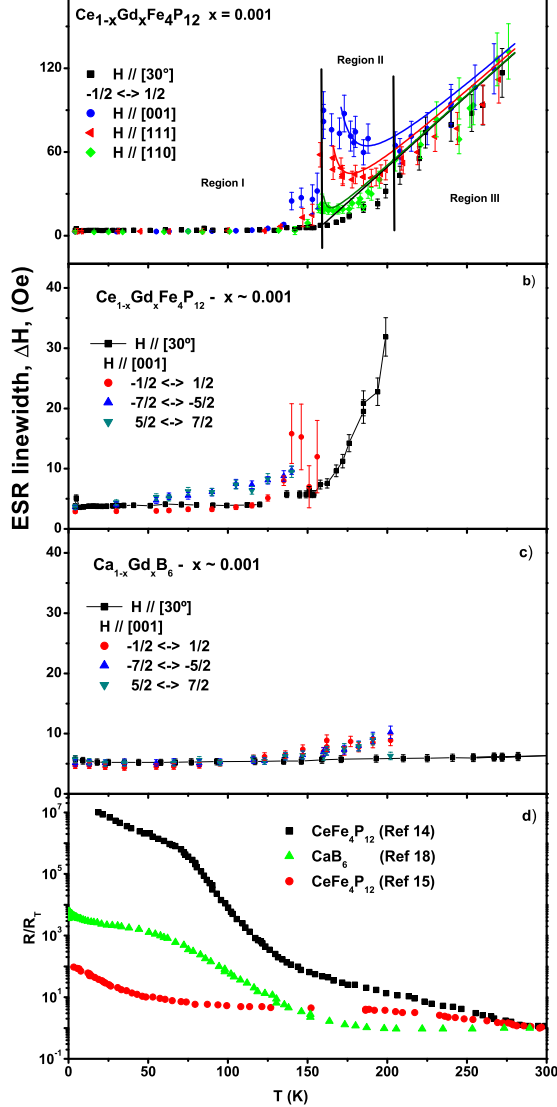 Ce1-xGdxFe4P12 x = 0.001
Region II
120
H // [30º]
-1/2 <-> 1/2
H // [001]
H // [111]
H // [110]
60
Region I
Region III
0
b)
40
Ce1-xGdxFe4P12 - x ~ 0.001
H // [30º]
H // [001]
-1/2 <-> 1/2
-7/2 <-> -5/2
5/2 <-> 7/2
30
20
10
0
ESR linewidth, ΔH, (Oe)
c)
40
Ca1-xGdxB6 - x ~ 0.001
H // [30º]
H // [001]
-1/2 <-> 1/2
-7/2 <-> -5/2
5/2 <-> 7/2
30
20
10
0
d)
10^7
CeFe4P12 (Ref 14)
CaB6 (Ref 18)
CeFe4P12 (Ref 15)
10^5
10^3
10^1
10^-1
R/RT
0 50 100 150 200 250 300
T (K)